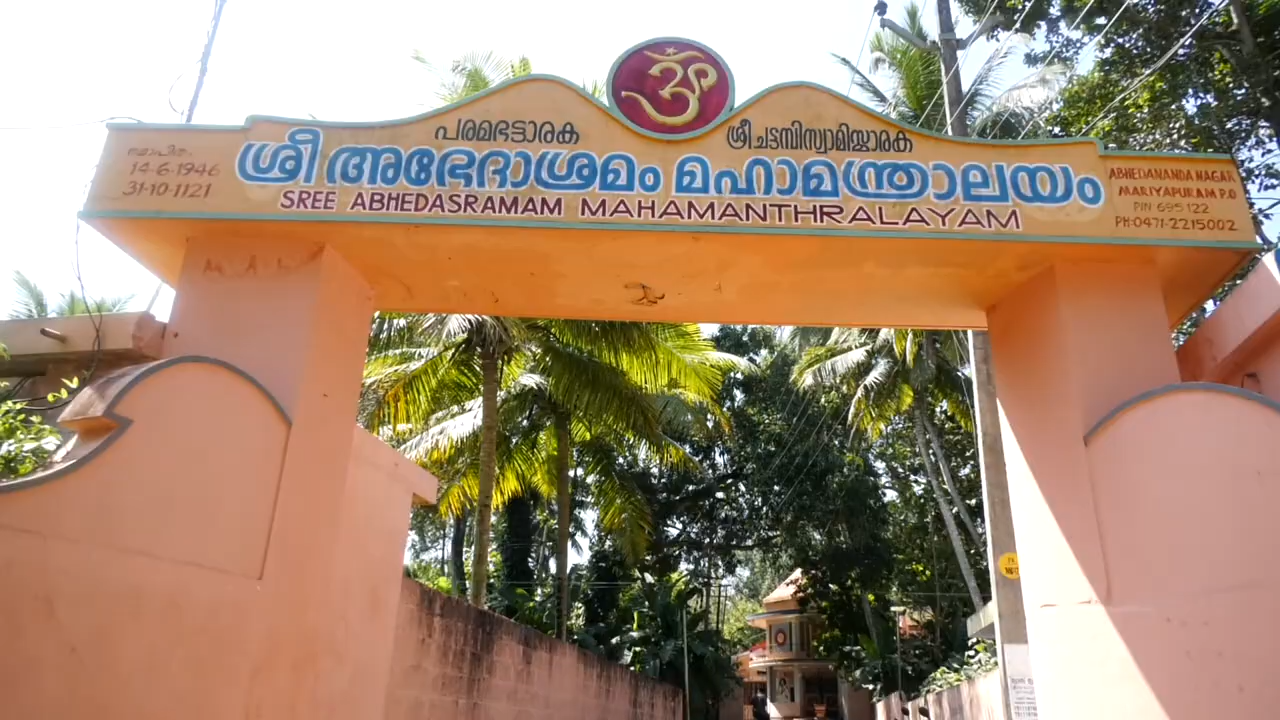 ॐ
പരമഭട്ടാരക ശ്രീചട്ടമ്പിസ്വാമിജാരക
ശ്രീ അഭേദാശ്രമം മഹാമന്ത്രാലയം
SREE ABHEDASRAMAM MAHAMANTHRALAYAM
സ്ഥാപിതം
14-6-1946
31-10-1121
ABHEDANANDA NAGAR
MARIYAPURAM P.O
PIN 695 122
PH:0471-2215002